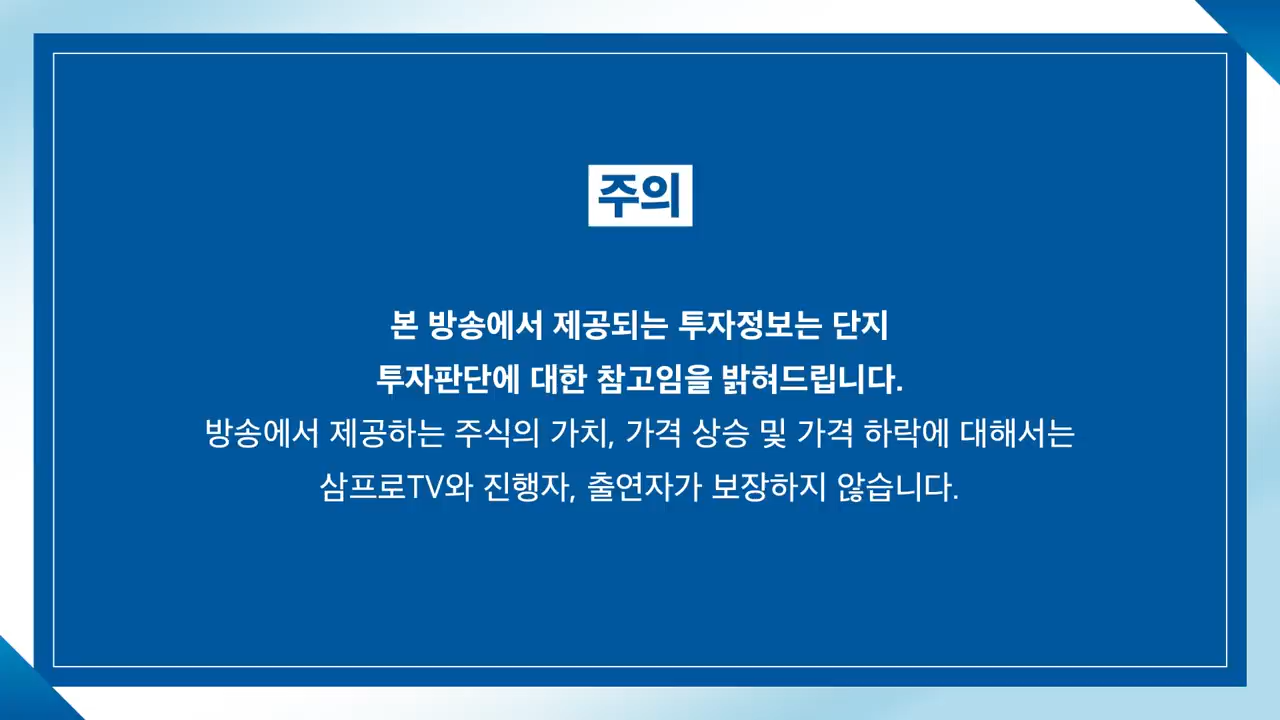 주의
본 방송에서 제공되는 투자정보는 단지
투자판단에 대한 참고임을 밝혀드립니다.
방송에서 제공하는 주식의 가치, 가격 상승 및 가격 하락에 대해서는
삼프로TV와 진행자, 출연자가 보장하지 않습니다.